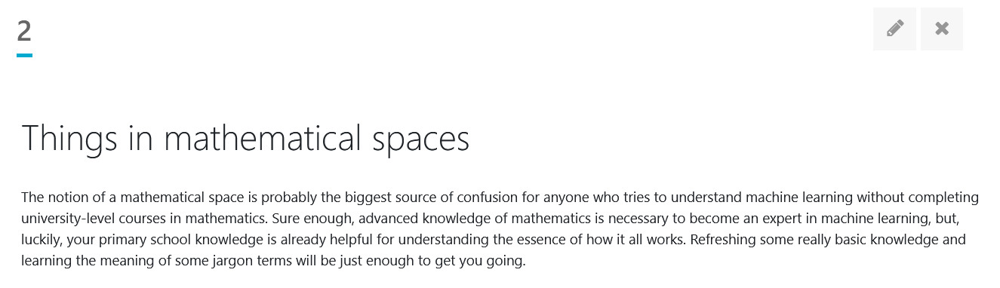 2
Things in mathematical spaces
The notion of a mathematical space is probably the biggest source of confusion for anyone who tries to understand machine learning without completing
university-level courses in mathematics. Sure enough, advanced knowledge of mathematics is necessary to become an expert in machine learning, but,
luckily, your primary school knowledge is already helpful for understanding the essence of how it all works. Refreshing some really basic knowledge and
learning the meaning of some jargon terms will be just enough to get you going.